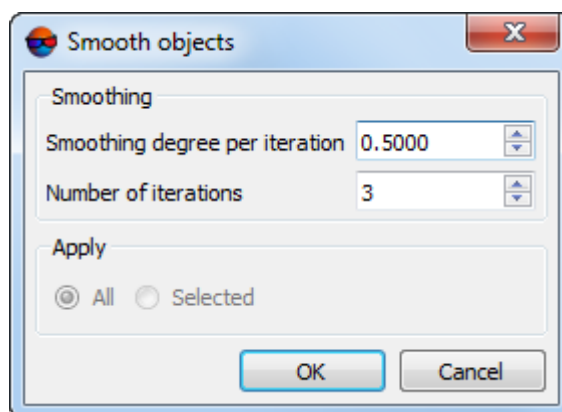 Smooth objects
Smoothing
Smoothing degree per iteration 0.5000
Number of iterations 3
Apply
All Selected
OK Cancel